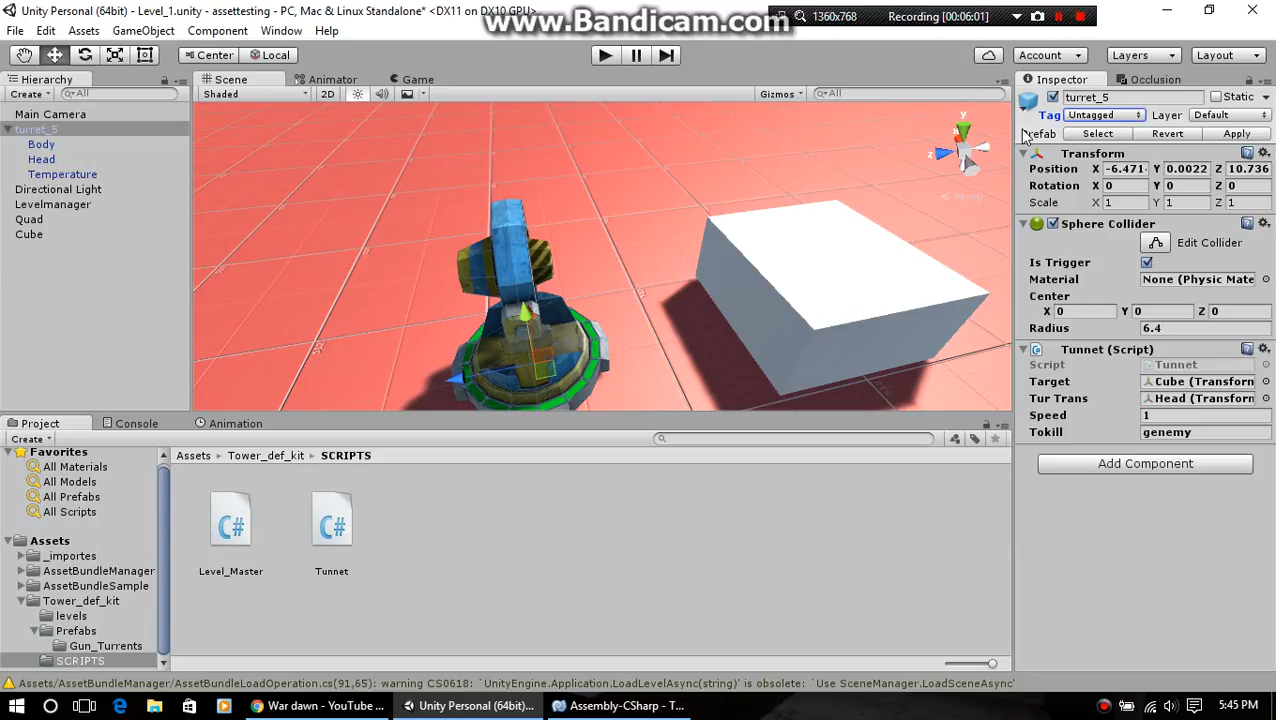 Unity Personal (64bit) - Level_1.unity - assettesting - PC, Mac & Linux Standalone* <DX11 on DX10 GPU>
www.Bandicam.com
1360x768 Recording [00:06:01]
File Edit Assets GameObject Component Window Help
Center Local Account Layers Layout
Hierarchy Scene Animator Game Inspector Occlusion
Create All Shaded 2D Gizmos All turret_5 Static
Main Camera
turret_5
Body
Head
Temperature
Directional Light
Levelmanager
Quad
Cube
y
z
Persp
Tag Untagged Layer Default
Prefab Select Revert Apply
Transform
Position X -6.471 Y 0.0022 Z 10.736
Rotation X 0 Y 0 Z 0
Scale X 1 Y 1 Z 1
Sphere Collider
Edit Collider
Is Trigger
Material None (Physic Mate
Center
X 0 Y 0 Z 0
Radius 6.4
Tunnet (Script)
Script Tunnet
Target Cube (Transform
Tur Trans Head (Transform
Speed 1
Tokill genemy
Add Component
Project Console Animation
Create
Favorites
All Materials
All Models
All Prefabs
All Scripts
Assets
_importes
AssetBundleManager
AssetBundleSample
Tower_def_kit
levels
Prefabs
Gun_Turrents
SCRIPTS
Assets Tower_def_kit SCRIPTS
C# C#
Level_Master Tunnet
Assets/AssetBundleManager/AssetBundleLoadOperation.cs(91,65): warning CS0618: `UnityEngine.Application.LoadLevelAsync(string)' is obsolete: `Use SceneManager.LoadSceneAsync'
War dawn - YouTube ... Unity Personal (64bit)... Assembly-CSharp - T... 5:45 PM